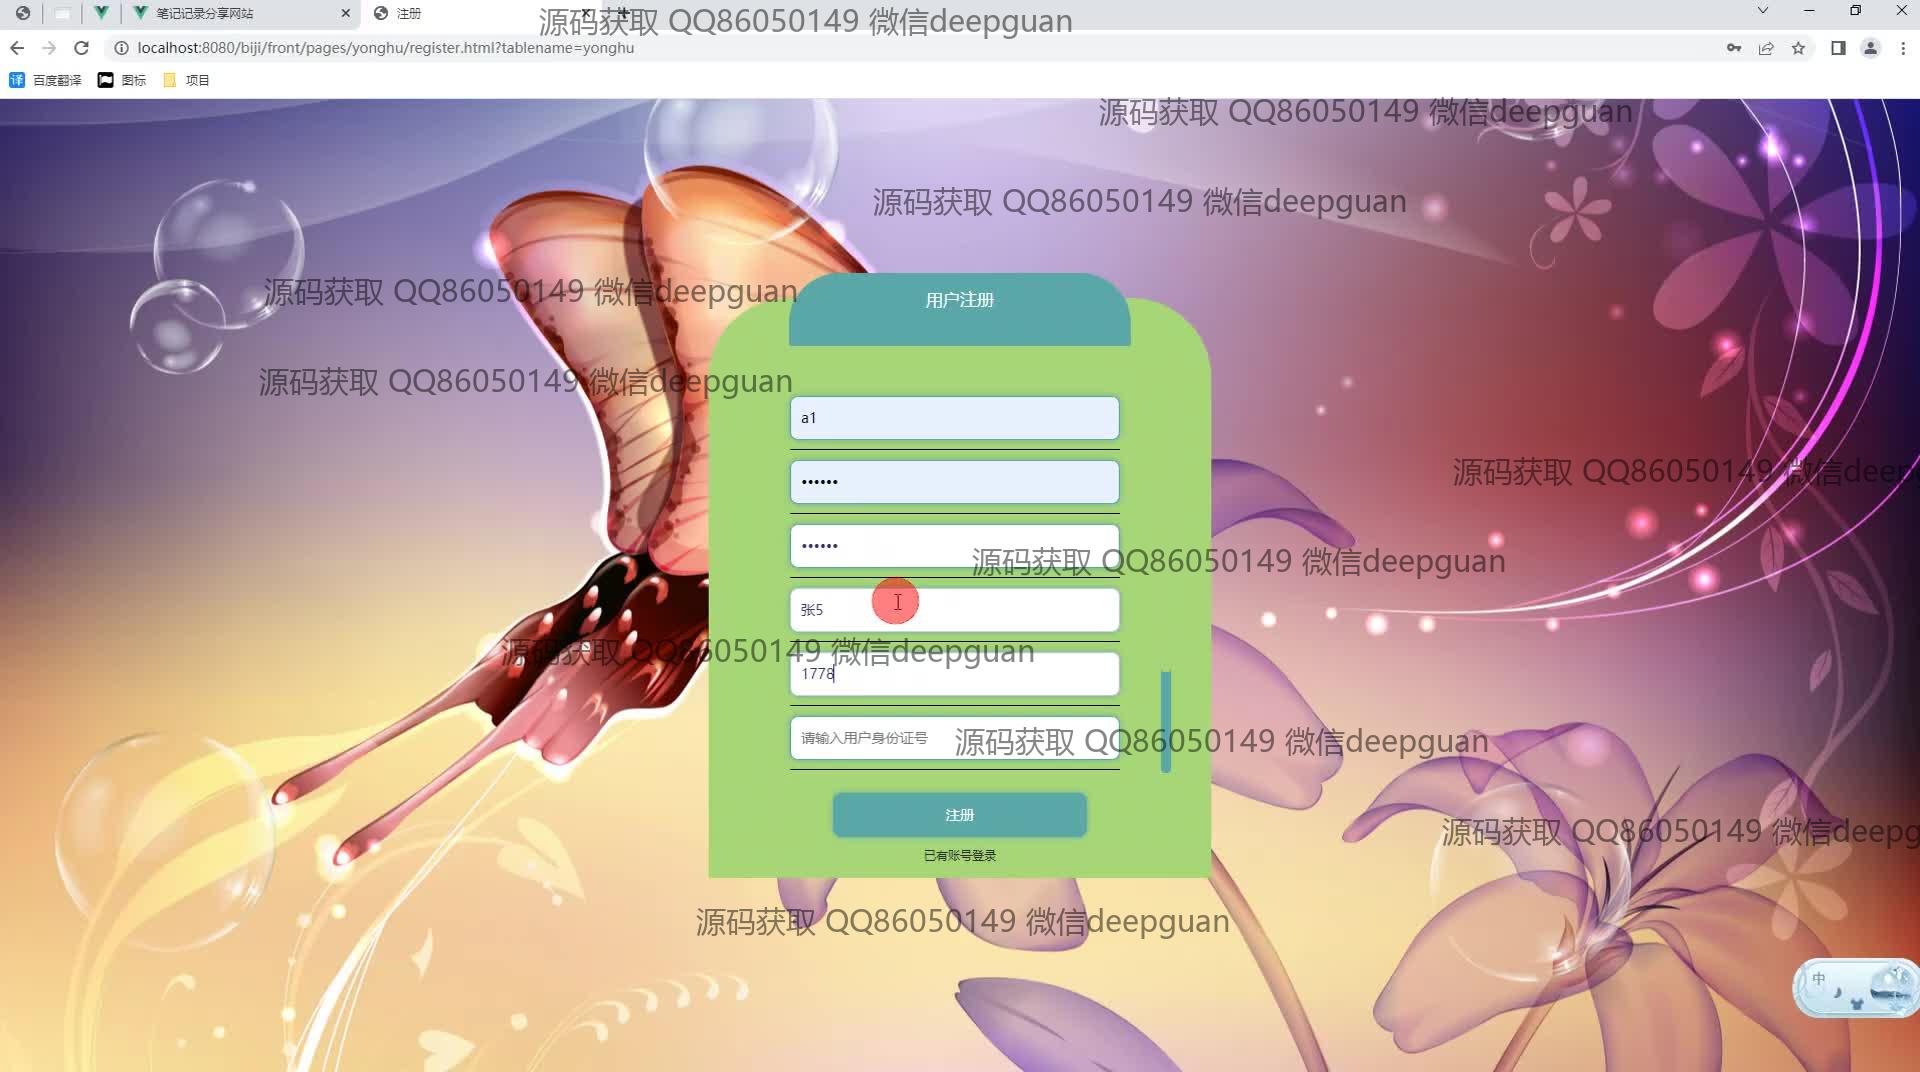 笔记记录分享网站
注册
源码获取 QQ86050149 微信deepguan
localhost:8080/biji/front/pages/yonghu/register.html?tablename=yonghu
译 百度翻译 图标 项目
源码获取 QQ86050149 微信deepguan
源码获取 QQ86050149 微信deepguan
源码获取 QQ86050149 微信deepguan
用户注册
源码获取 QQ86050149 微信deepguan
a1
源码获取 QQ86050149 微信deep
••••••
••••••
源码获取 QQ86050149 微信deepguan
张5
源码获取 QQ86050149 微信deepguan
1778
请输入用户身份证号
源码获取 QQ86050149 微信deepguan
注册
源码获取 QQ86050149 微信deepg
已有账号登录
源码获取 QQ86050149 微信deepguan
中